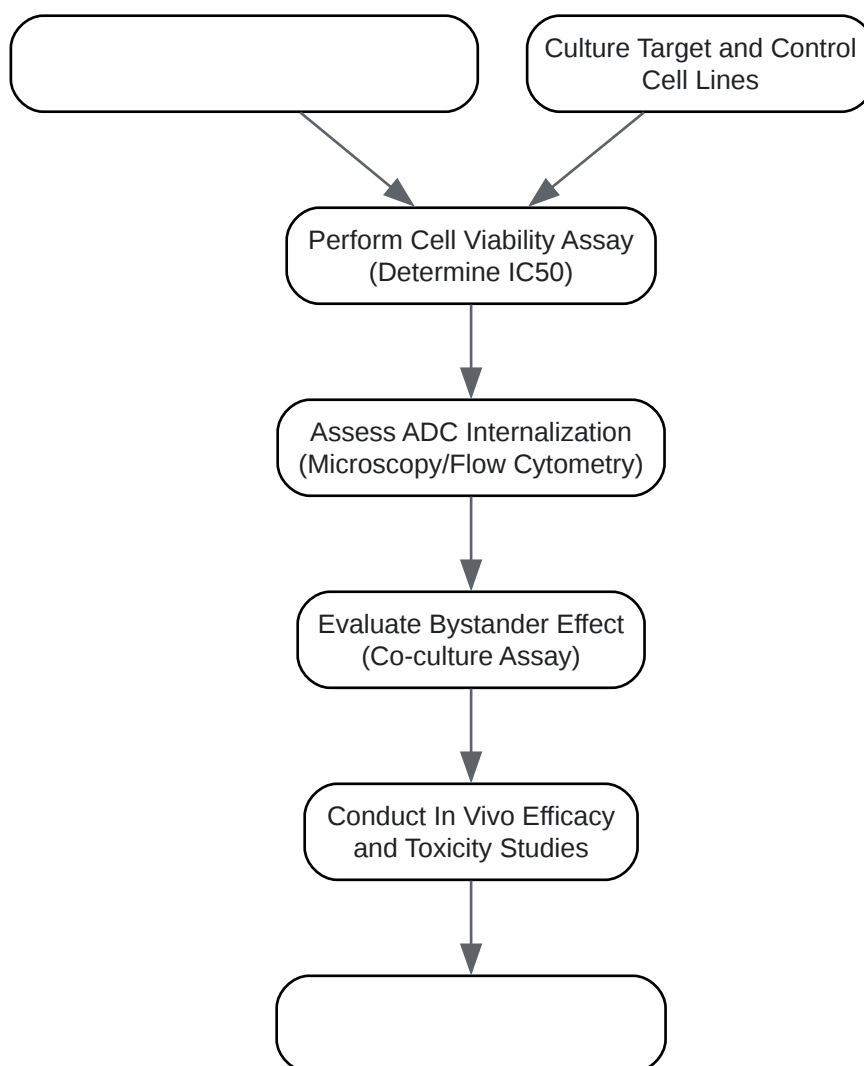 Culture Target and Control
Cell Lines
Perform Cell Viability Assay
(Determine IC50)
Assess ADC Internalization
(Microscopy/Flow Cytometry)
Evaluate Bystander Effect
(Co-culture Assay)
Conduct In Vivo Efficacy
and Toxicity Studies